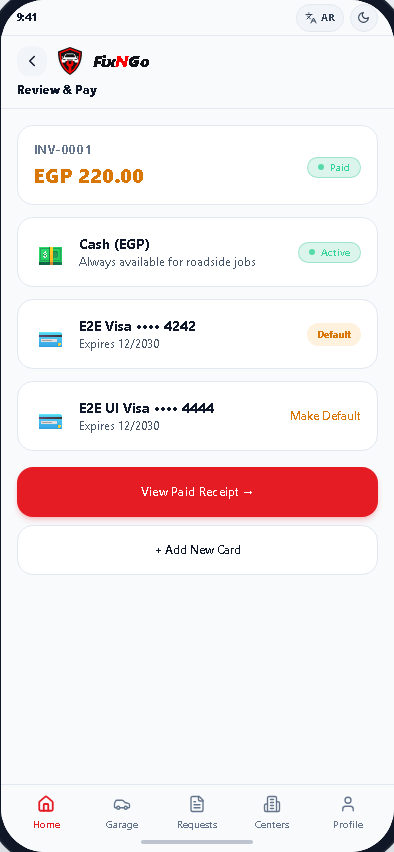 9:41
AR
FixNGo
Review & Pay
INV-0001
EGP 220.00
Paid
Cash (EGP)
Always available for roadside jobs
Active
E2E Visa •••• 4242
Expires 12/2030
Default
E2E UI Visa •••• 4444
Expires 12/2030
Make Default
View Paid Receipt →
+ Add New Card
Home
Garage
Requests
Centers
Profile